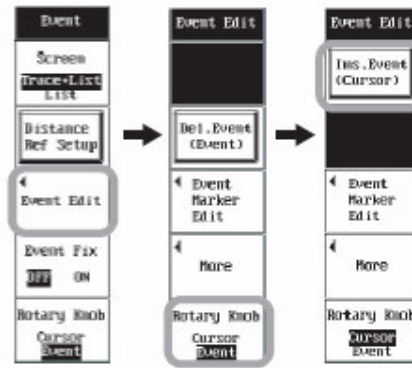 Event
Screen
Trace+List
List
Distance
Ref Setup
Event Edit
Event Fix
OFF ON
Rotary Knob
Cursor
Event
Event Edit
Del.Event
(Event)
Event
Marker
Edit
More
Rotary Knob
Cursor
Event
Event Edit
Ins.Event
(Cursor)
Event
Marker
Edit
More
Rotary Knob
Cursor
Event